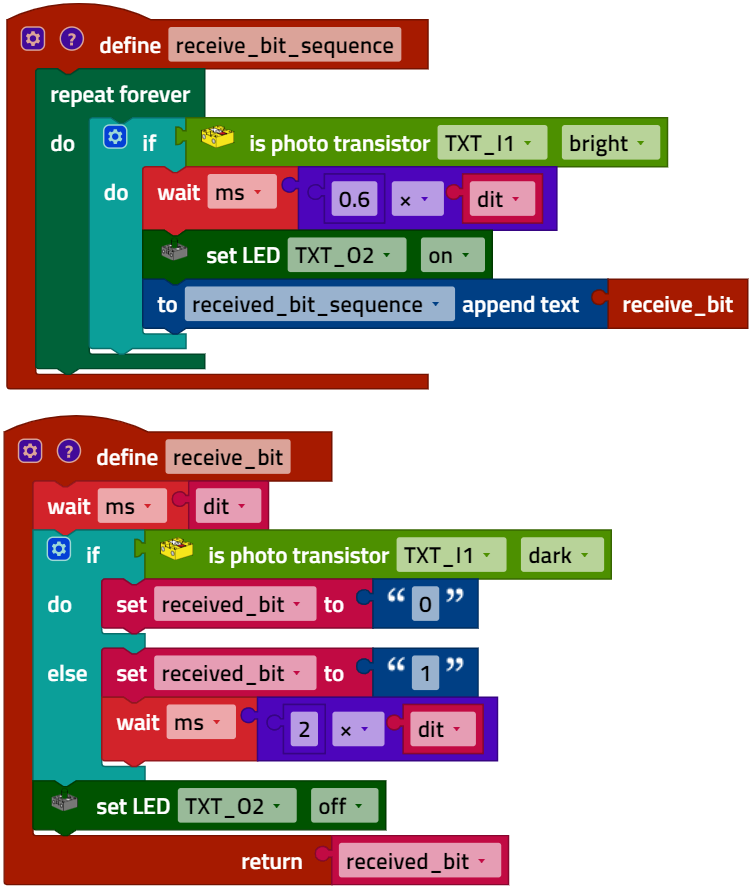 ? define receive_bit_sequence
repeat forever
do if is photo transistor TXT_I1 bright
do wait ms 0.6 × dit
set LED TXT_O2 on
to received_bit_sequence append text receive_bit
? define receive_bit
wait ms dit
if is photo transistor TXT_I1 dark
do set received_bit to “ 0 ”
else set received_bit to “ 1 ”
wait ms 2 × dit
set LED TXT_O2 off
return received_bit